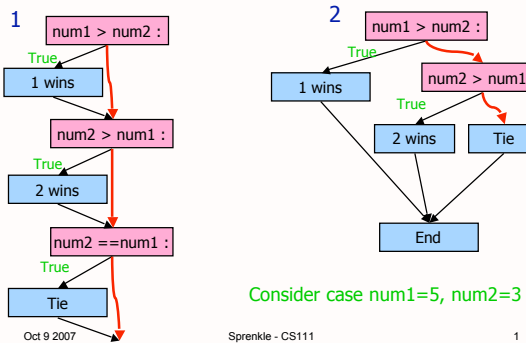 1
num1 > num2 :
True
1 wins
num2 > num1:
True
2 wins
num2 ==num1 :
True
Tie
2
num1 > num2 :
True
1 wins
num2 > num1
True
2 wins
Tie
End
Consider case num1=5, num2=3
Oct 9 2007
Sprenkle - CS111
1